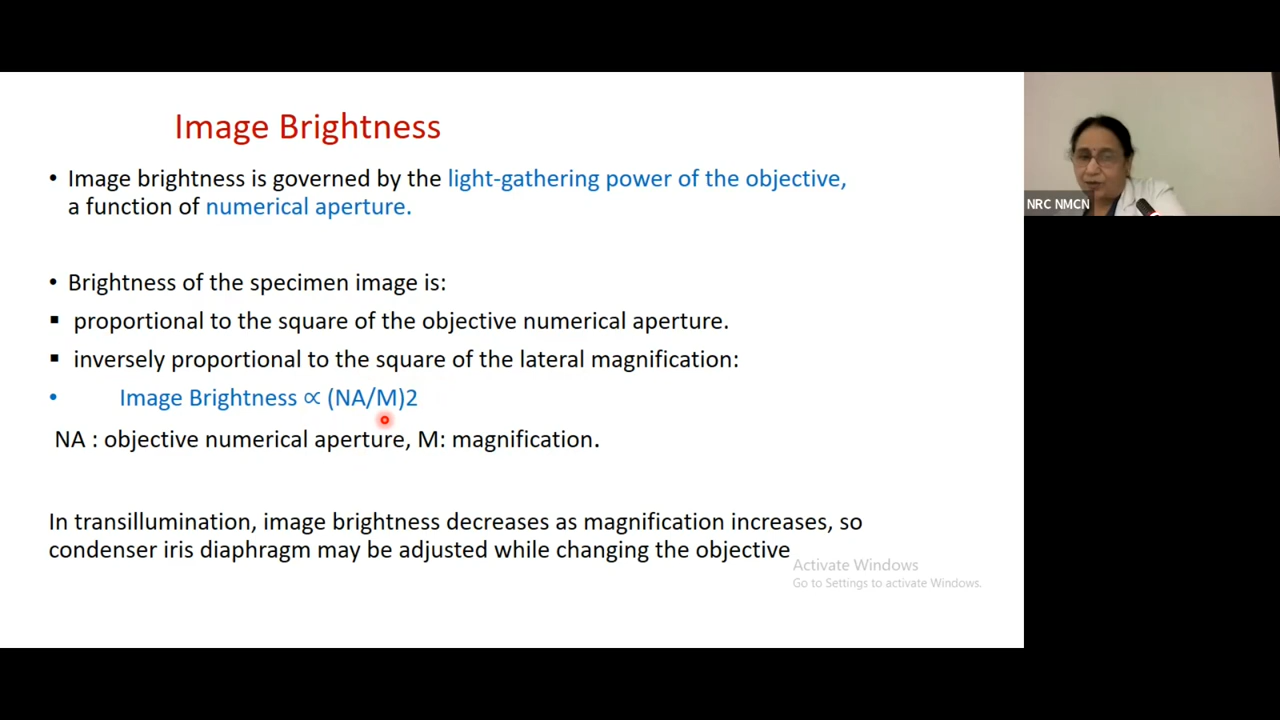 Image Brightness
• Image brightness is governed by the light-gathering power of the objective,
a function of numerical aperture.
• Brightness of the specimen image is:
▪ proportional to the square of the objective numerical aperture.
▪ inversely proportional to the square of the lateral magnification:
• Image Brightness ∝ (NA/M)2
NA : objective numerical aperture, M: magnification.
In transillumination, image brightness decreases as magnification increases, so
condenser iris diaphragm may be adjusted while changing the objective
Activate Windows
Go to Settings to activate Windows.
NRC NMCN